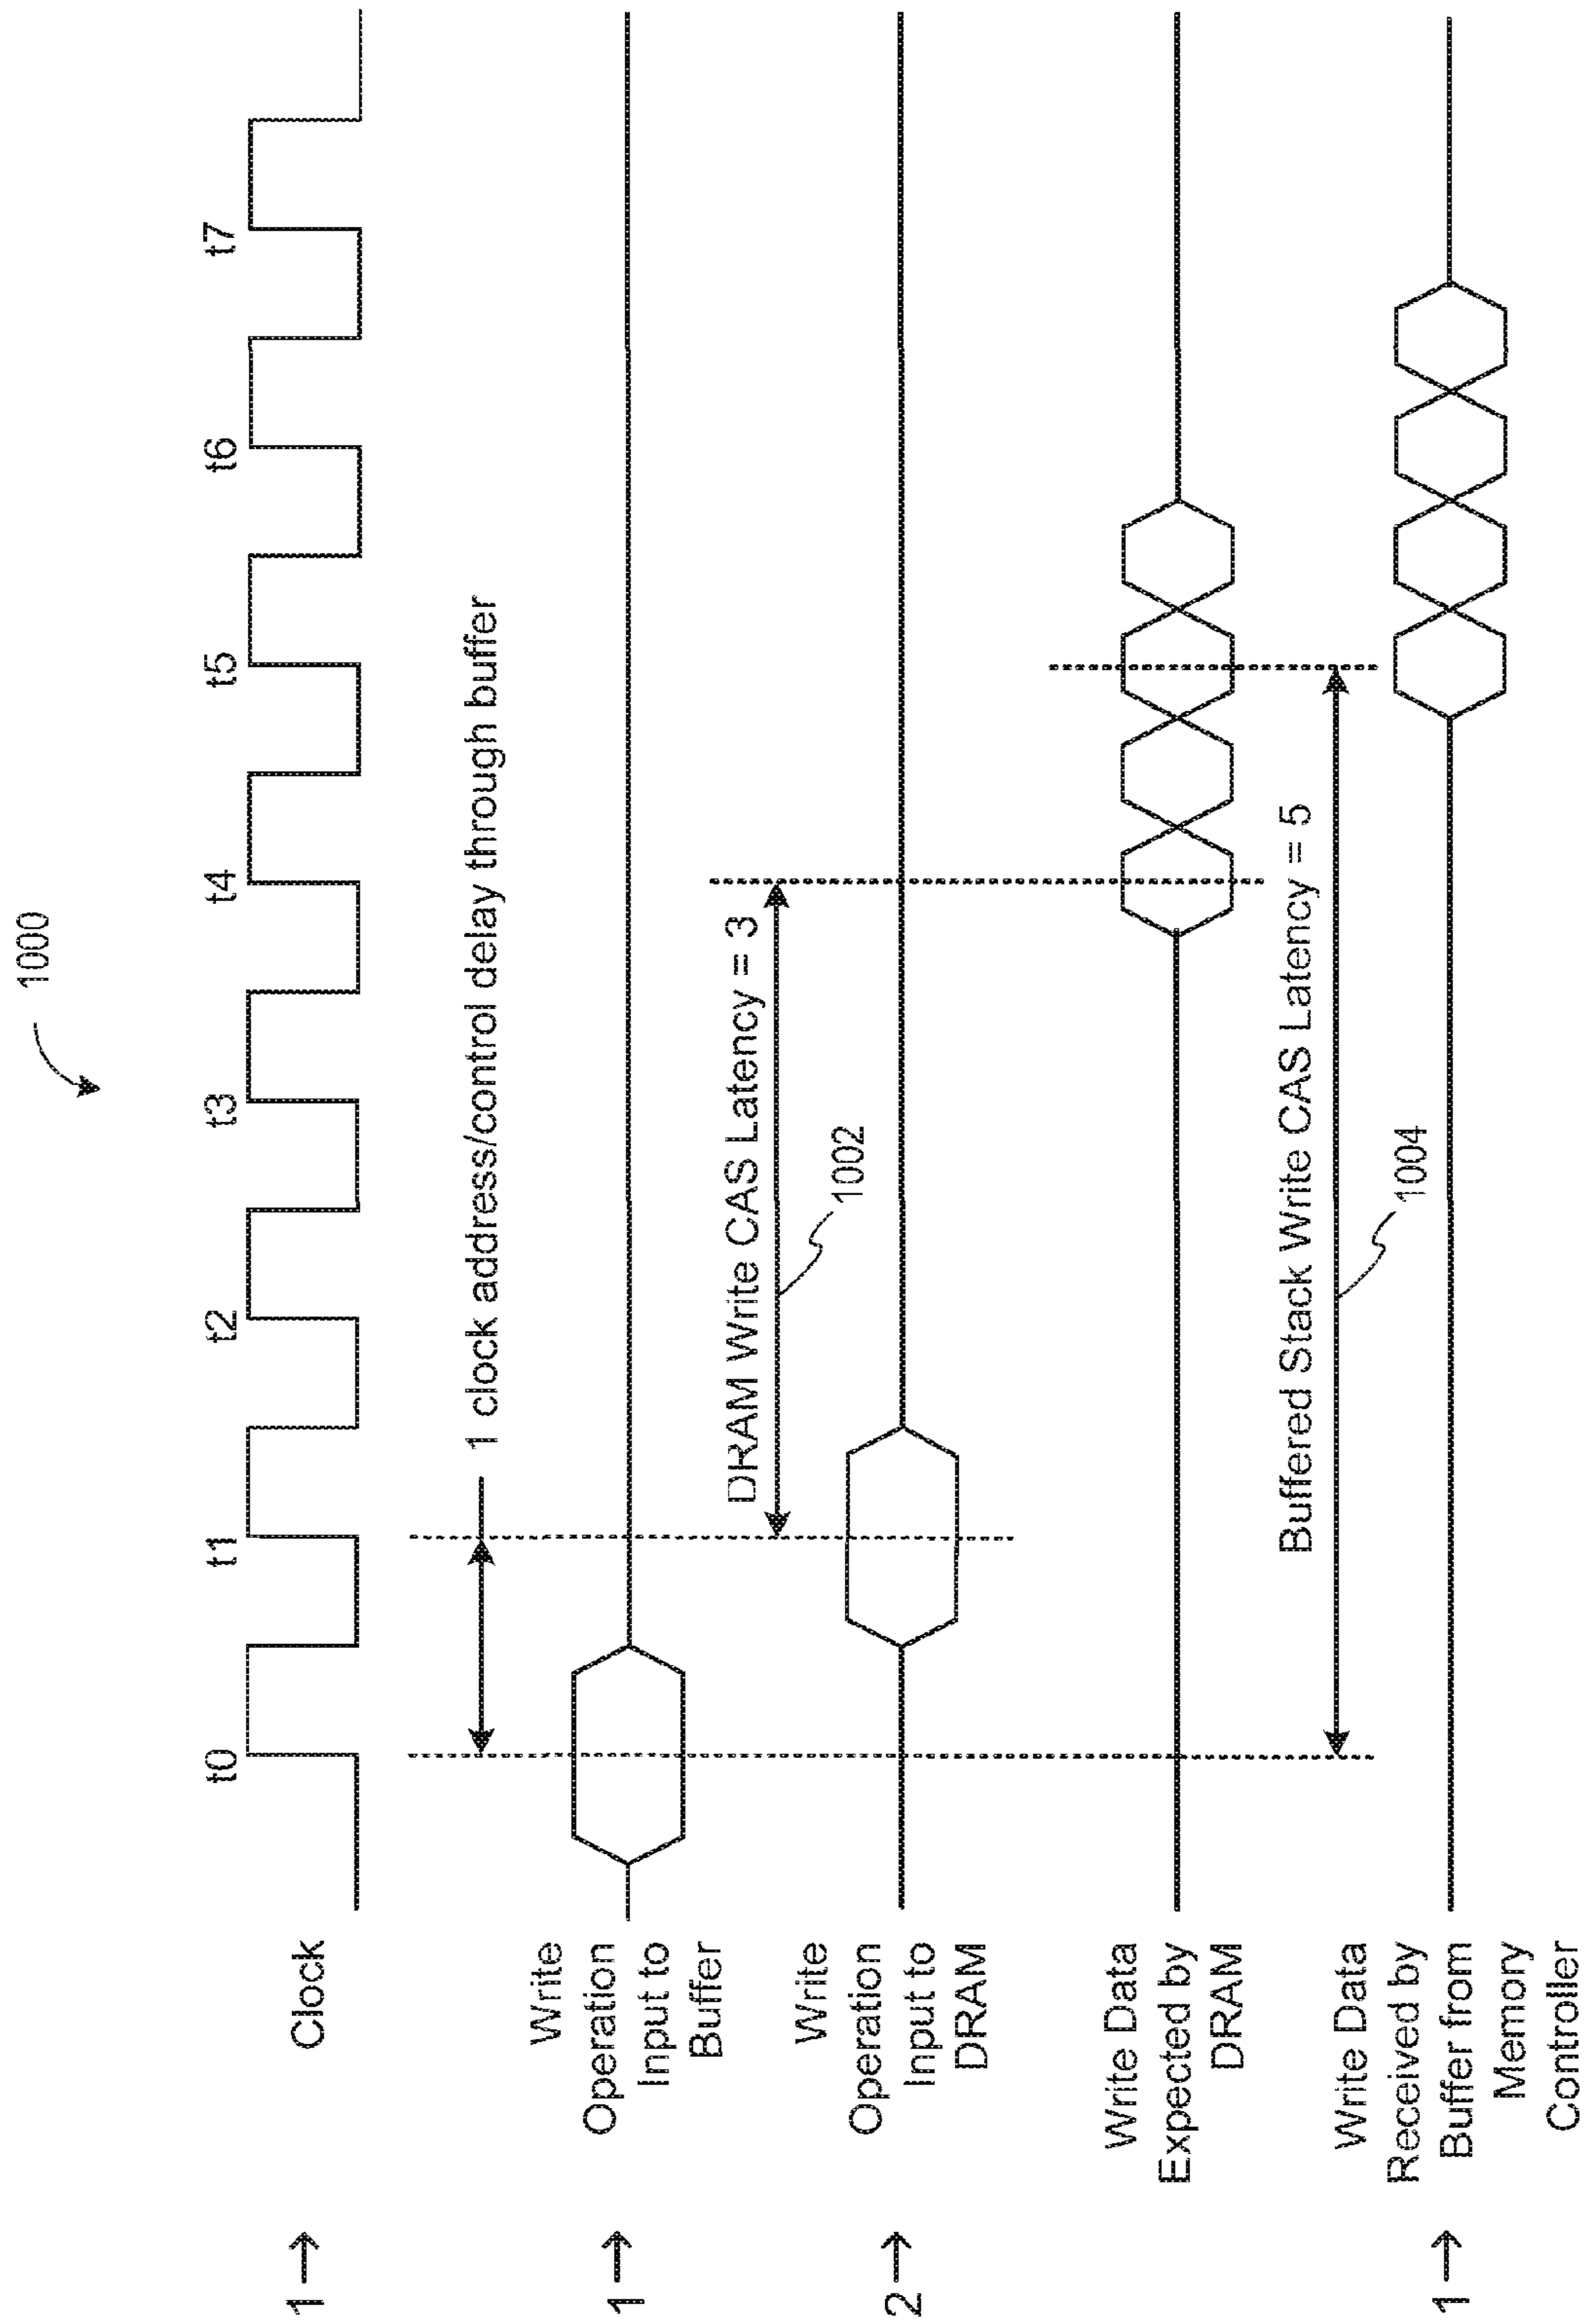 1000
t0 t1 t2 t3 t4 t5 t6 t7
1→ Clock
1 clock address/control delay through buffer
1→ Write
Operation
Input to
Buffer
DRAM Write CAS Latency = 3
1002
2→ Write
Operation
Input to
DRAM
Write Data
Expected by
DRAM
Buffered Stack Write CAS Latency = 5
1004
1→ Write Data
Received by
Buffer from
Memory
Controller